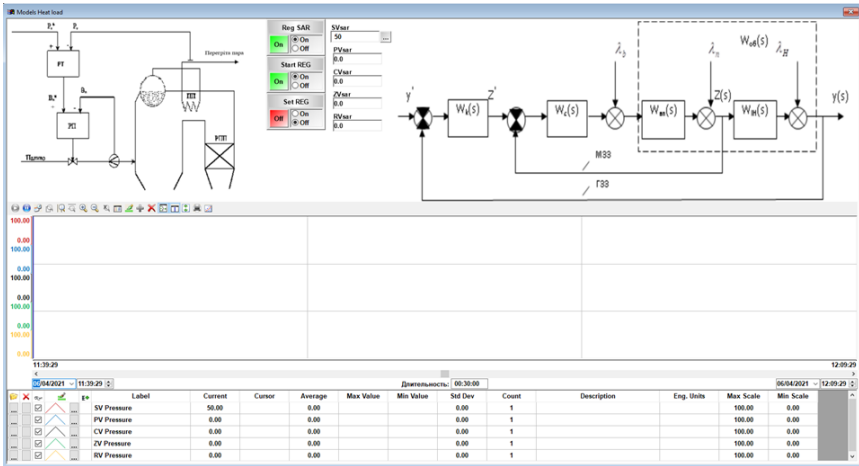 Models Heat load
Перегріта пара
РТ
РП
ПП
Паливо
Reg SAR
On
On
Off
Start REG
On
On
Off
Set REG
Off
On
Off
SVsar
50
...
PVsar
0.0
CVsar
0.0
ZVsar
0.0
RVsar
0.0
y'
Wk(s)
Z'
Wc(s)
λb
Wвп(s)
λп
Wоб(s)
Z(s)
λH
y(s)
МЗЗ
ГЗЗ
100.00
0.00
100.00
0.00
100.00
0.00
100.00
0.00
100.00
0.00
11:39:29
12:09:29
06/04/2021 11:39:29
Длительность: 00:30:00
06/04/2021 12:09:29
Label Current Cursor Average Max Value Min Value Std Dev Count Description Eng. Units Max Scale Min Scale
SV Pressure 50.00 0.00 0.00 1 100.00 0.00
PV Pressure 0.00 0.00 0.00 1 100.00 0.00
CV Pressure 0.00 0.00 0.00 1 100.00 0.00
ZV Pressure 0.00 0.00 0.00 1 100.00 0.00
RV Pressure 0.00 0.00 0.00 1 100.00 0.00